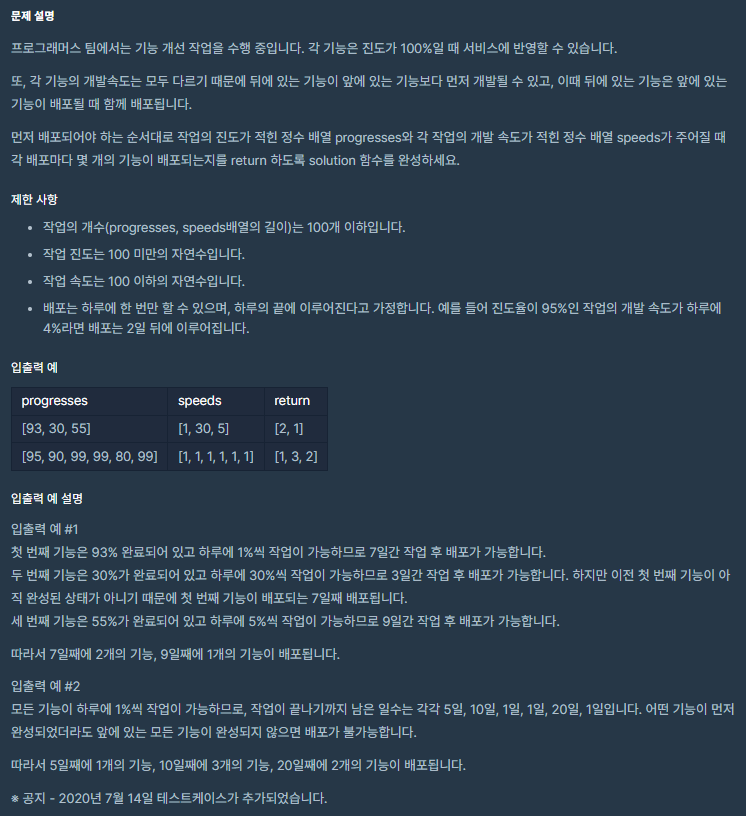 문제 설명
프로그래머스 팀에서는 기능 개선 작업을 수행 중입니다. 각 기능은 진도가 100%일 때 서비스에 반영할 수 있습니다.
또, 각 기능의 개발속도는 모두 다르기 때문에 뒤에 있는 기능이 앞에 있는 기능보다 먼저 개발될 수 있고, 이때 뒤에 있는 기능은 앞에 있는
기능이 배포될 때 함께 배포됩니다.
먼저 배포되어야 하는 순서대로 작업의 진도가 적힌 정수 배열 progresses와 각 작업의 개발 속도가 적힌 정수 배열 speeds가 주어질 때
각 배포마다 몇 개의 기능이 배포되는지를 return 하도록 solution 함수를 완성하세요.
제한 사항
• 작업의 개수(progresses, speeds배열의 길이)는 100개 이하입니다.
• 작업 진도는 100 미만의 자연수입니다.
• 작업 속도는 100 이하의 자연수입니다.
• 배포는 하루에 한 번만 할 수 있으며, 하루의 끝에 이루어진다고 가정합니다. 예를 들어 진도율이 95%인 작업의 개발 속도가 하루에
4%라면 배포는 2일 뒤에 이루어집니다.
입출력 예
progresses speeds return
[93, 30, 55] [1, 30, 5] [2, 1]
[95, 90, 99, 99, 80, 99] [1, 1, 1, 1, 1, 1] [1, 3, 2]
입출력 예 설명
입출력 예 #1
첫 번째 기능은 93% 완료되어 있고 하루에 1%씩 작업이 가능하므로 7일간 작업 후 배포가 가능합니다.
두 번째 기능은 30%가 완료되어 있고 하루에 30%씩 작업이 가능하므로 3일간 작업 후 배포가 가능합니다. 하지만 이전 첫 번째 기능이 아
직 완성된 상태가 아니기 때문에 첫 번째 기능이 배포되는 7일째 배포됩니다.
세 번째 기능은 55%가 완료되어 있고 하루에 5%씩 작업이 가능하므로 9일간 작업 후 배포가 가능합니다.
따라서 7일째에 2개의 기능, 9일째에 1개의 기능이 배포됩니다.
입출력 예 #2
모든 기능이 하루에 1%씩 작업이 가능하므로, 작업이 끝나기까지 남은 일수는 각각 5일, 10일, 1일, 1일, 20일, 1일입니다. 어떤 기능이 먼저
완성되었더라도 앞에 있는 모든 기능이 완성되지 않으면 배포가 불가능합니다.
따라서 5일째에 1개의 기능, 10일째에 3개의 기능, 20일째에 2개의 기능이 배포됩니다.
※ 공지 - 2020년 7월 14일 테스트케이스가 추가되었습니다.